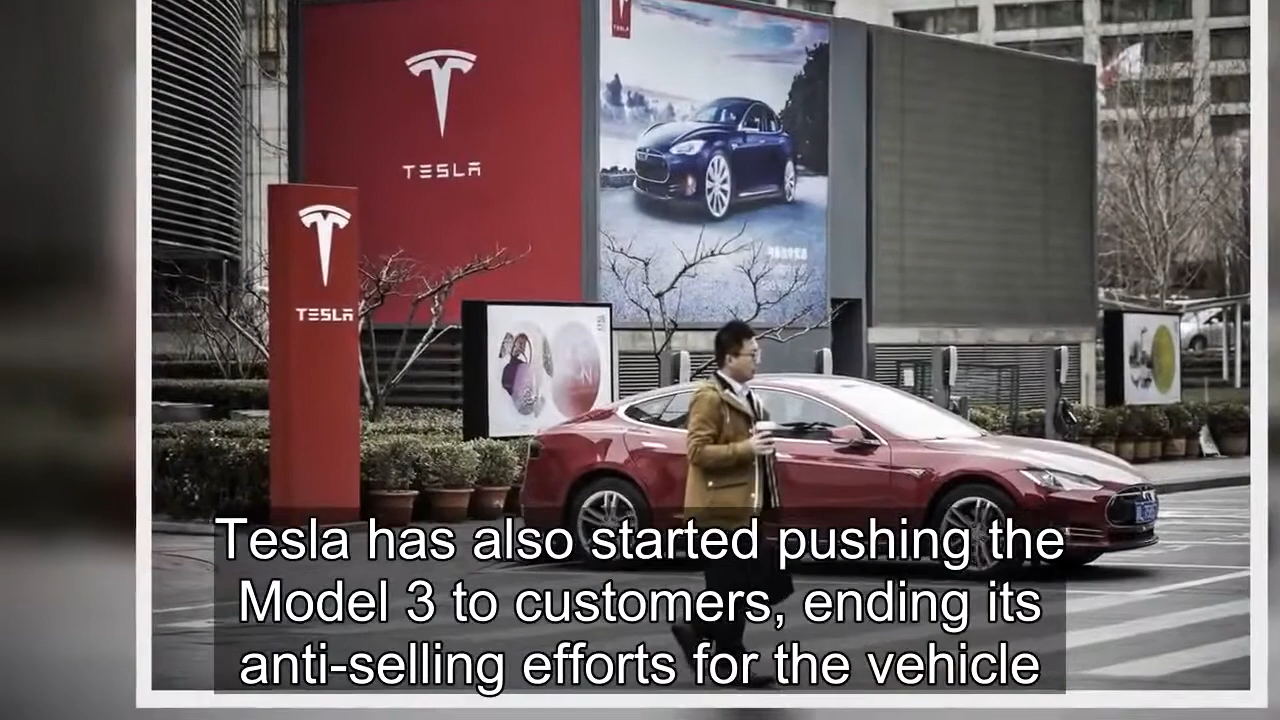 TESLA
TESLA
TESLA
Tesla has also started pushing the
Model 3 to customers, ending its
anti-selling efforts for the vehicle